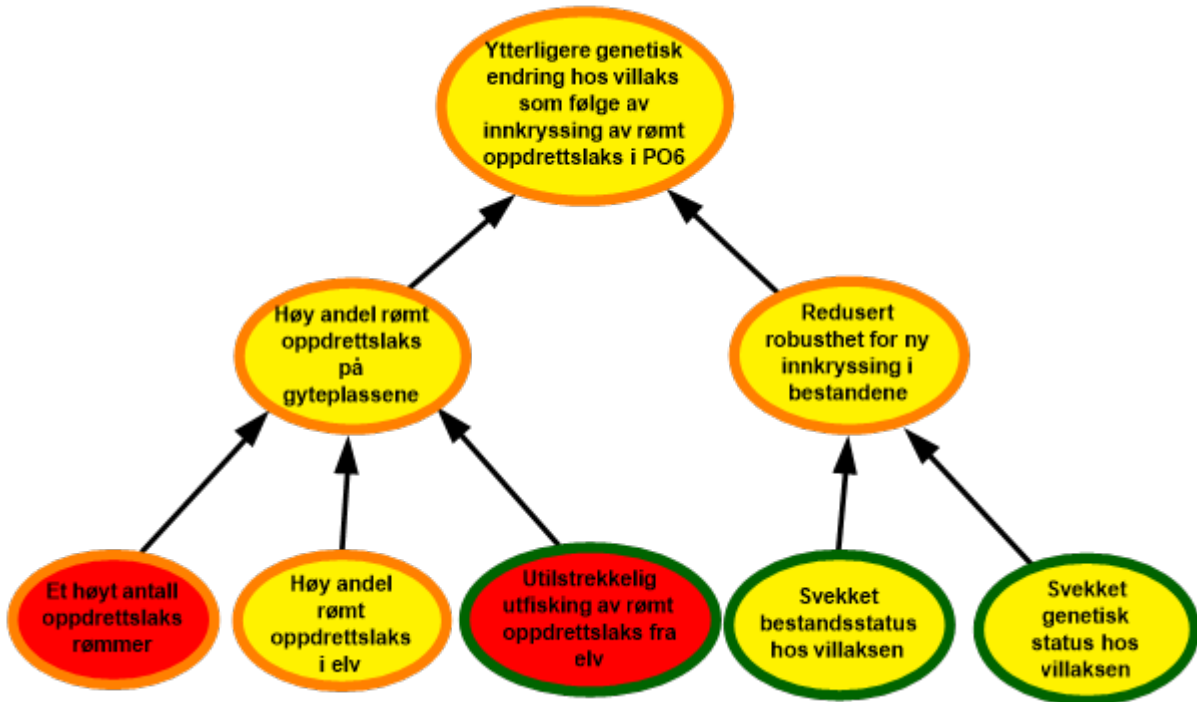 Ytterligere genetisk
endring hos villaks
som følge av
innkryssing av rømt
oppdrettslaks i PO6
Høy andel rømt
oppdrettslaks
på
gyteplassene
Redusert
robusthet for ny
innkryssing i
bestandene
Et høyt antall
oppdrettslaks
rømmer
Høy andel
rømt
oppdrettslaks
i elv
Utilstrekkelig
utfisking av rømt
oppdrettslaks fra
elv
Svekket
bestandsstatus
hos villaksen
Svekket
genetisk
status hos
villaksen